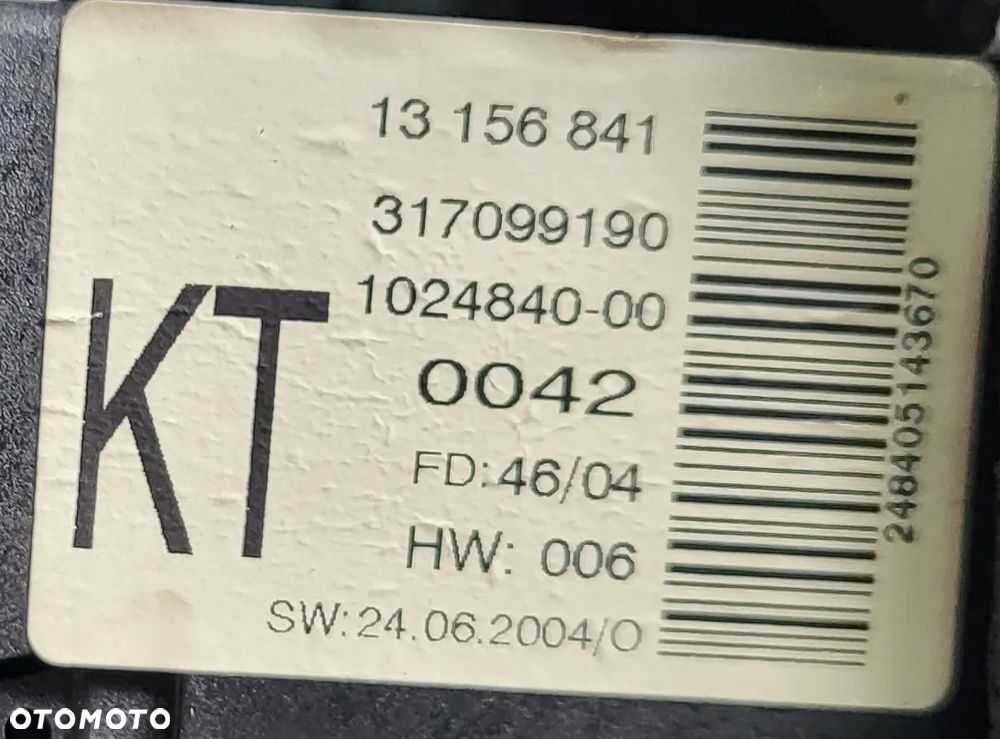 13 156 841
317099190
1024840-00
KT
0042
FD:46/04
HW: 006
SW:24.06.2004/O
248405143670
OTOMOTO